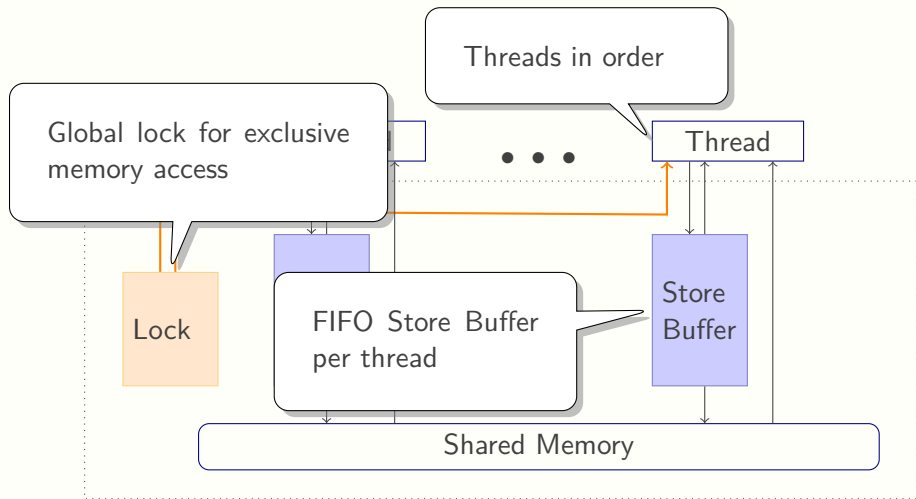 Threads in order
Global lock for exclusive
memory access
Thread
Lock
Store
Buffer
FIFO Store Buffer
per thread
Shared Memory